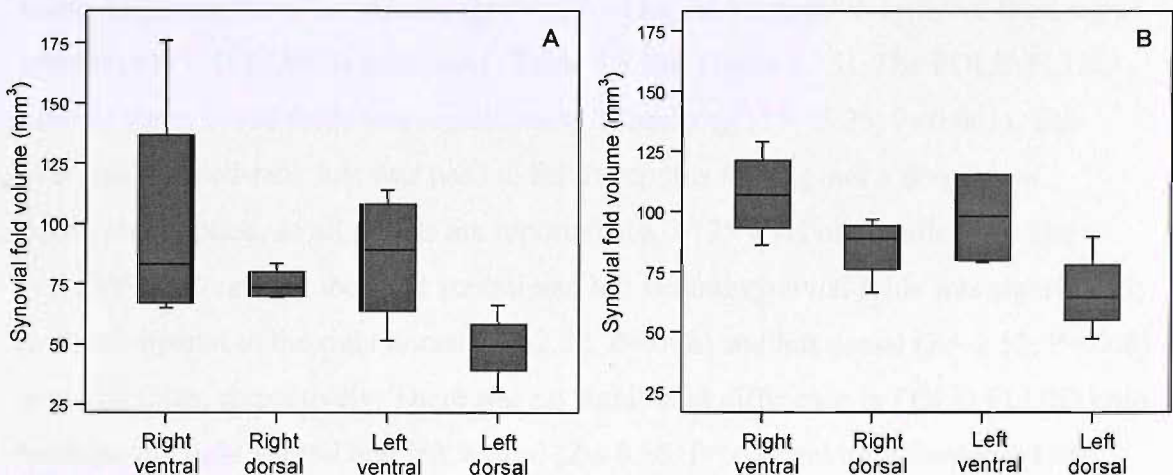 A
Synovial fold volume (mm³)
175
150
125
100
75
50
25
Right ventral
Right dorsal
Left ventral
Left dorsal
B
Synovial fold volume (mm³)
175
150
125
100
75
50
25
Right ventral
Right dorsal
Left ventral
Left dorsal